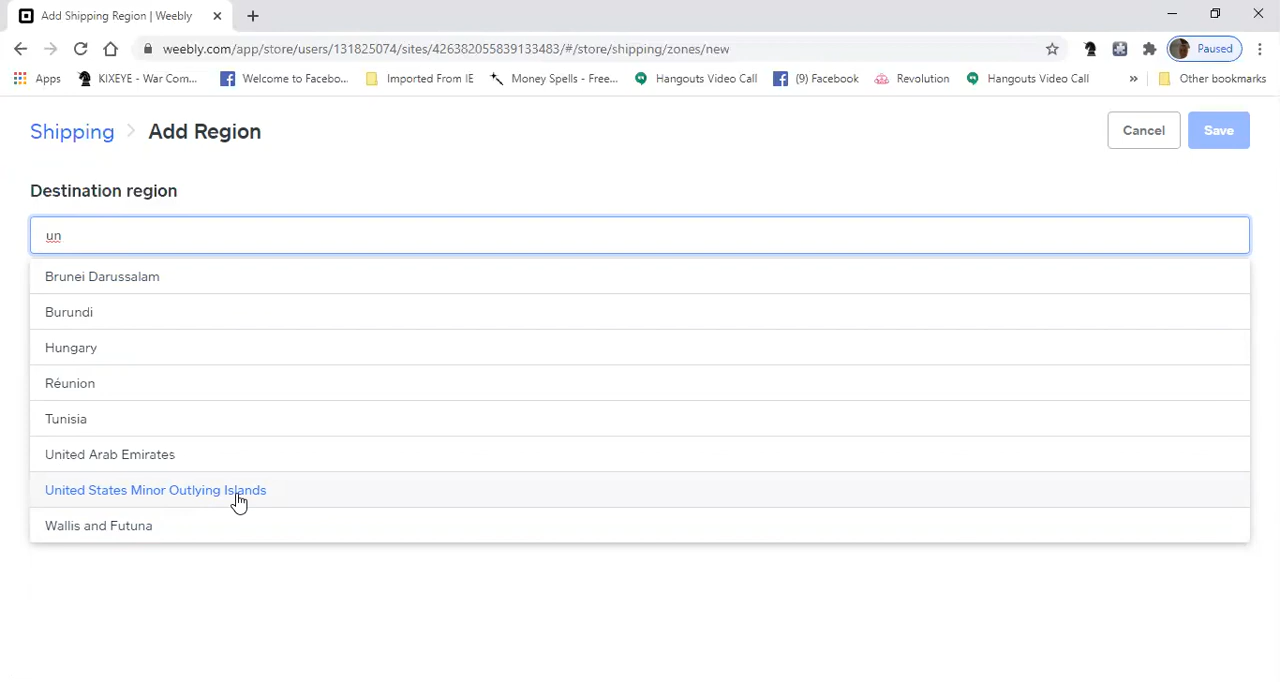 Add Shipping Region | Weebly
weebly.com/app/store/users/131825074/sites/426382055839133483/#/store/shipping/zones/new
Paused
Apps
KIXEYE - War Com...
Welcome to Facebo...
Imported From IE
Money Spells - Free...
Hangouts Video Call
(9) Facebook
Revolution
Hangouts Video Call
»
Other bookmarks
Shipping > Add Region
Cancel
Save
Destination region
un
Brunei Darussalam
Burundi
Hungary
Réunion
Tunisia
United Arab Emirates
United States Minor Outlying Islands
Wallis and Futuna